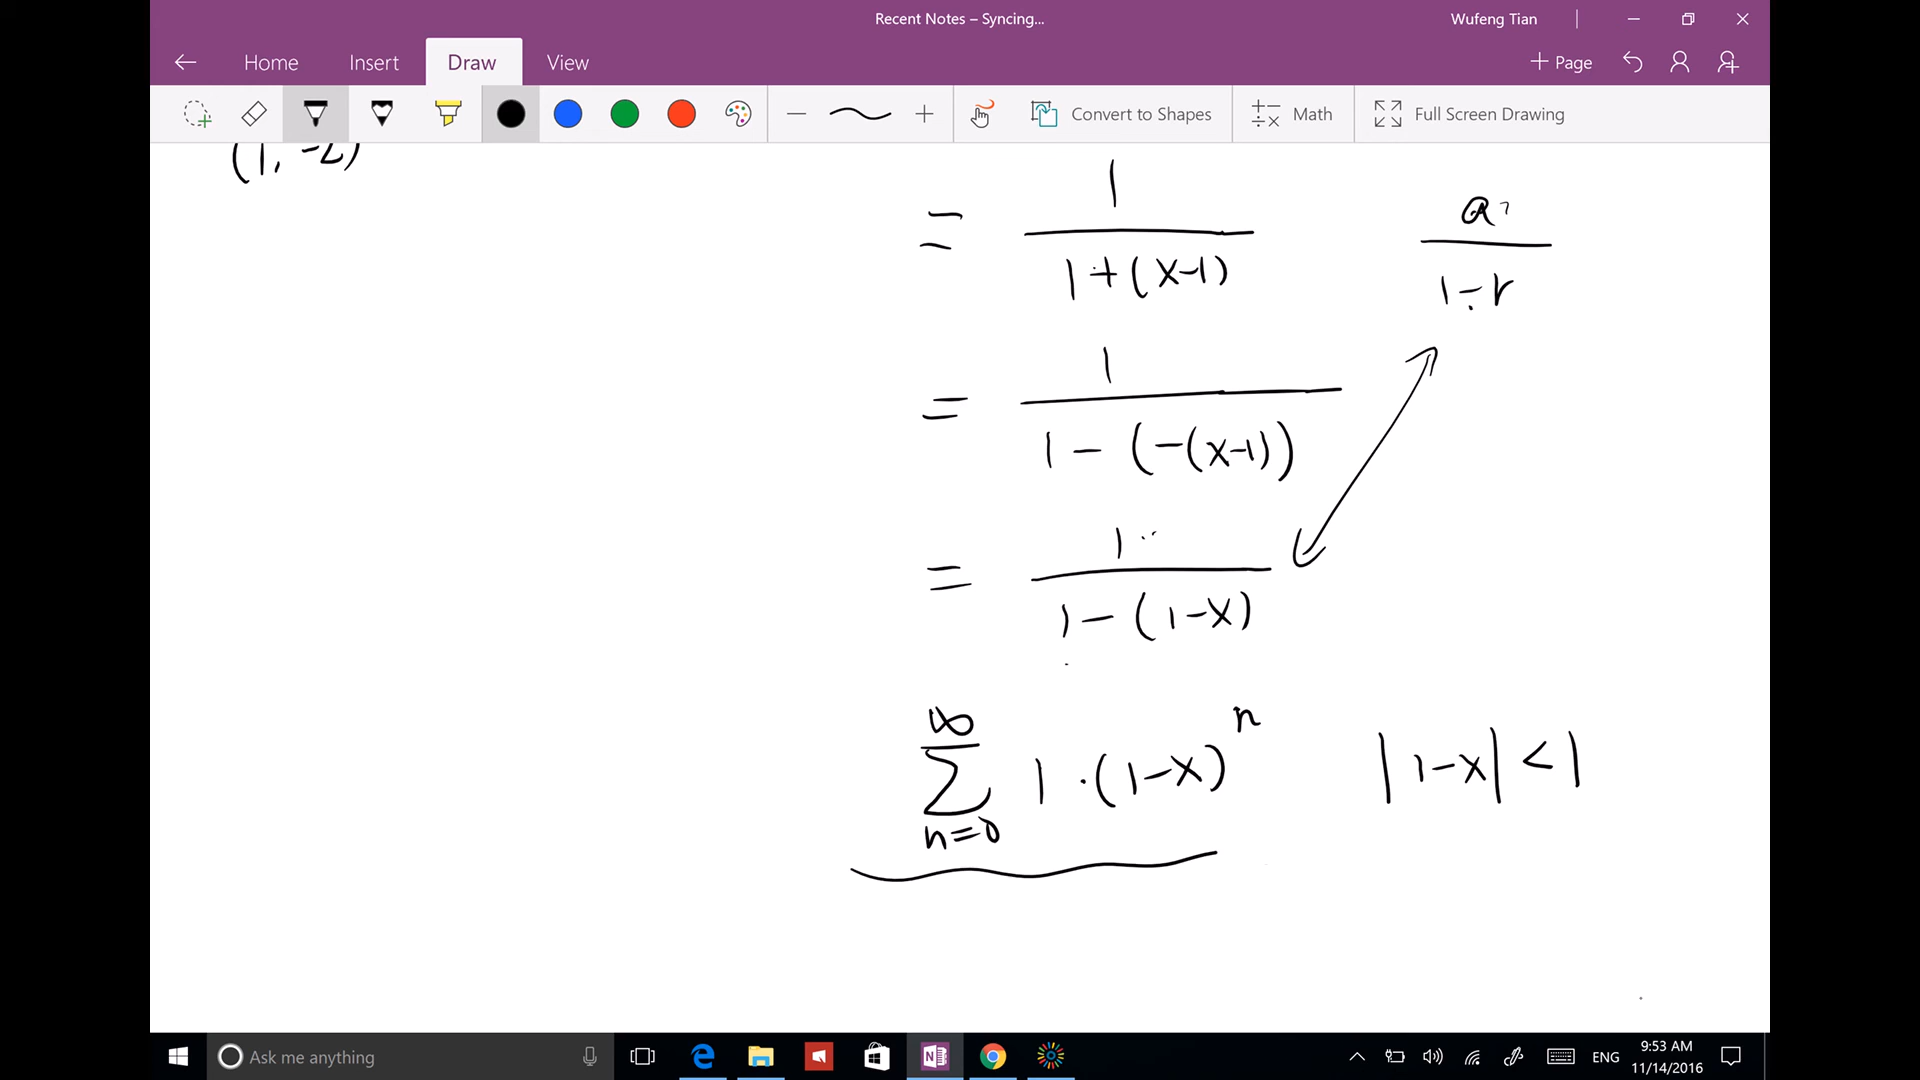 Recent Notes – Syncing...
Wufeng Tian
Home Insert Draw View
Page
Convert to Shapes
Math
Full Screen Drawing
(1, -2)
= 1 / (1+(x-1))
a / (1-r)
= 1 / (1-(-(x-1)))
= 1 / (1-(1-x))
∞
∑ 1·(1-x)^n |1-x|<1
n=0
Ask me anything
ENG
9:53 AM
11/14/2016